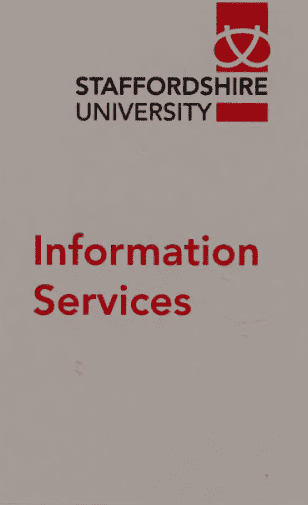 STAFFORDSHIRE
UNIVERSITY
Information
Services